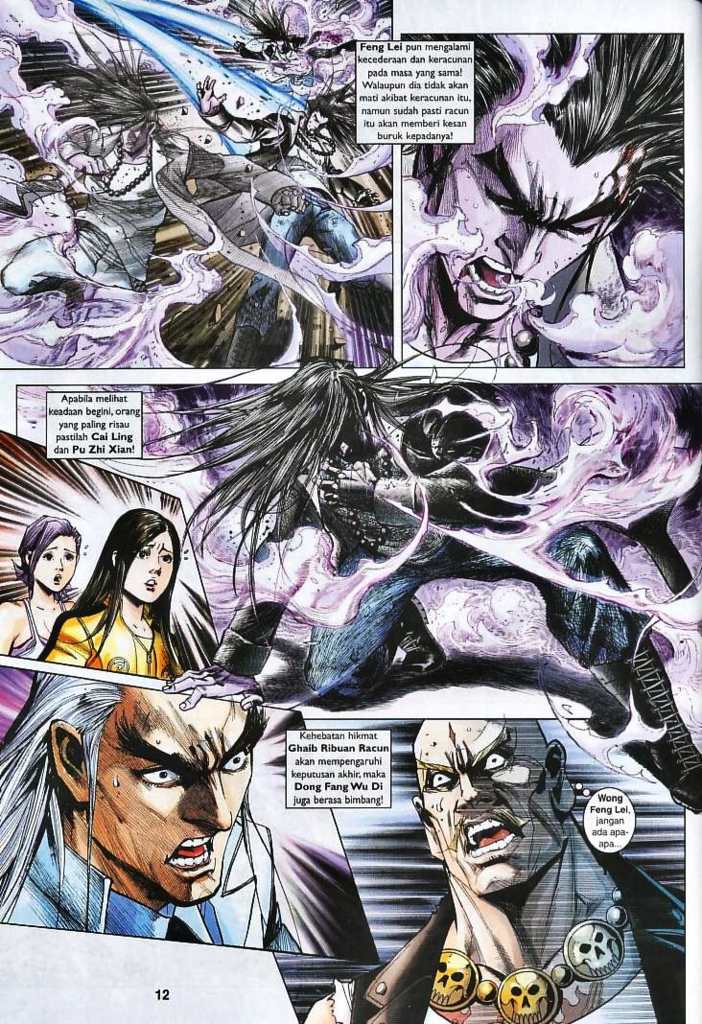 Feng Lei pun mengalami
kecederaan dan keracunan
pada masa yang sama!
Walaupun dia tidak akan
mati akibat keracunan itu,
namun sudah pasti racun
itu akan memberi kesan
buruk kepadanya!
Apabila melihat
keadaan begini, orang
yang paling risau
pastilah Cai Ling
dan Pu Zhi Xian!
Kehebatan hikmat
Ghaib Ribuan Racun
akan mempengaruhi
keputusan akhir, maka
Dong Fang Wu Di
juga berasa bimbang!
Wong
Feng Lei,
jangan
ada apa-
apa...
12